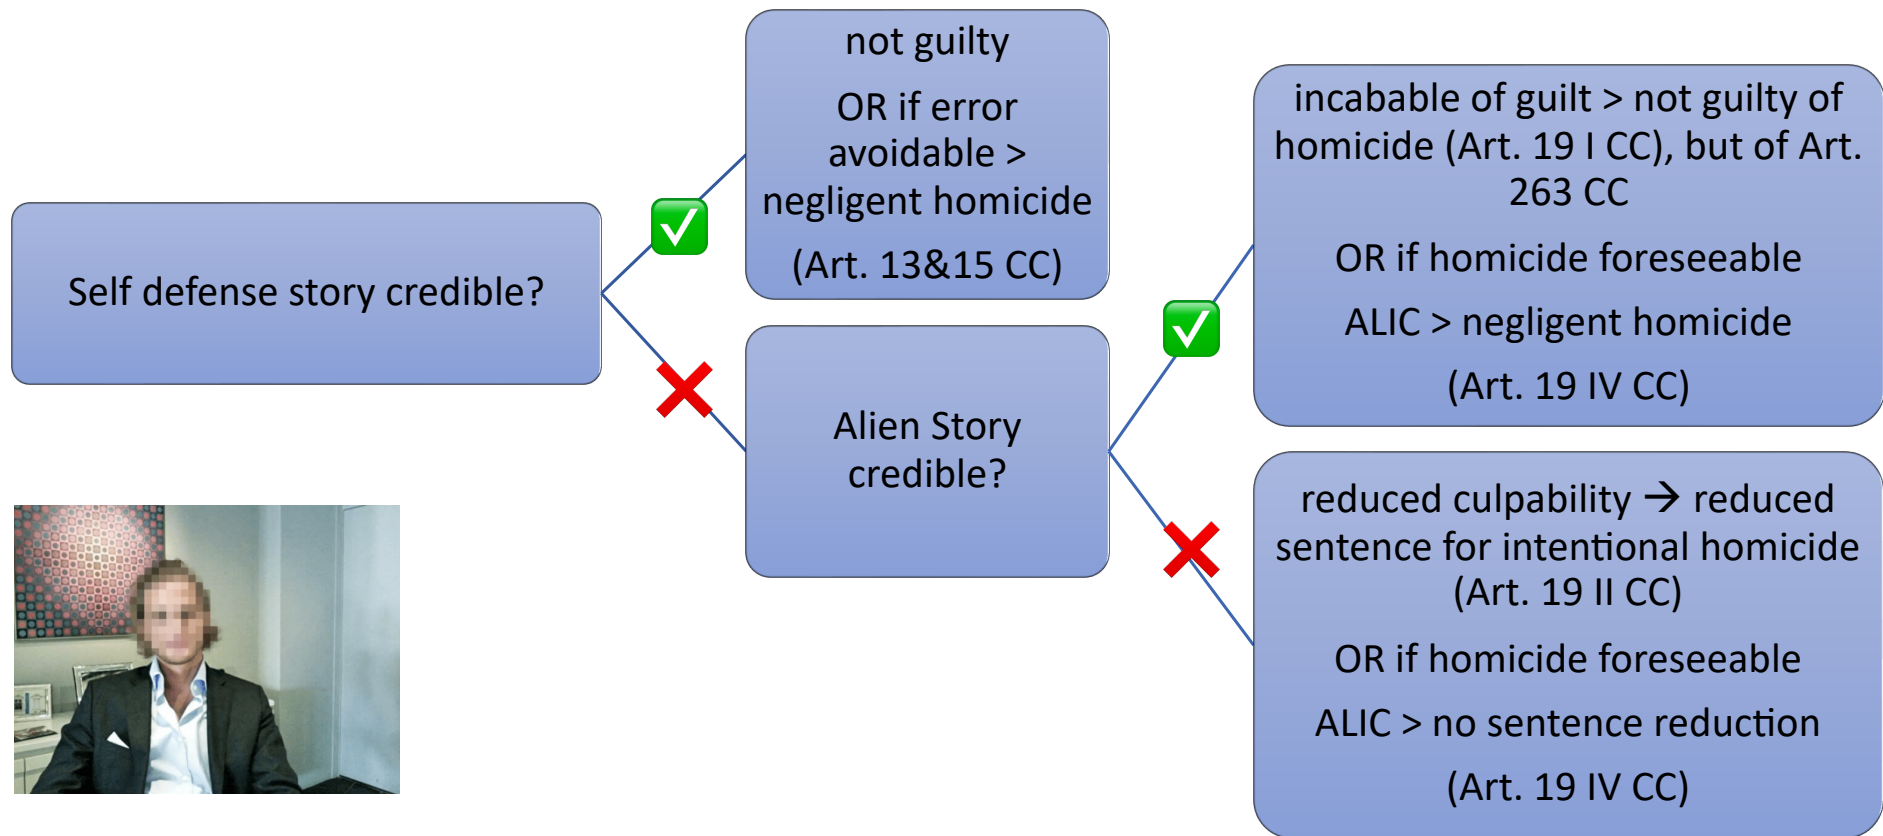 Self defense story credible?
not guilty
OR if error
avoidable >
negligent homicide
(Art. 13&15 CC)
Alien Story
credible?
incabable of guilt > not guilty of
homicide (Art. 19 I CC), but of Art.
263 CC
OR if homicide foreseeable
ALIC > negligent homicide
(Art. 19 IV CC)
reduced culpability → reduced
sentence for intentional homicide
(Art. 19 II CC)
OR if homicide foreseeable
ALIC > no sentence reduction
(Art. 19 IV CC)